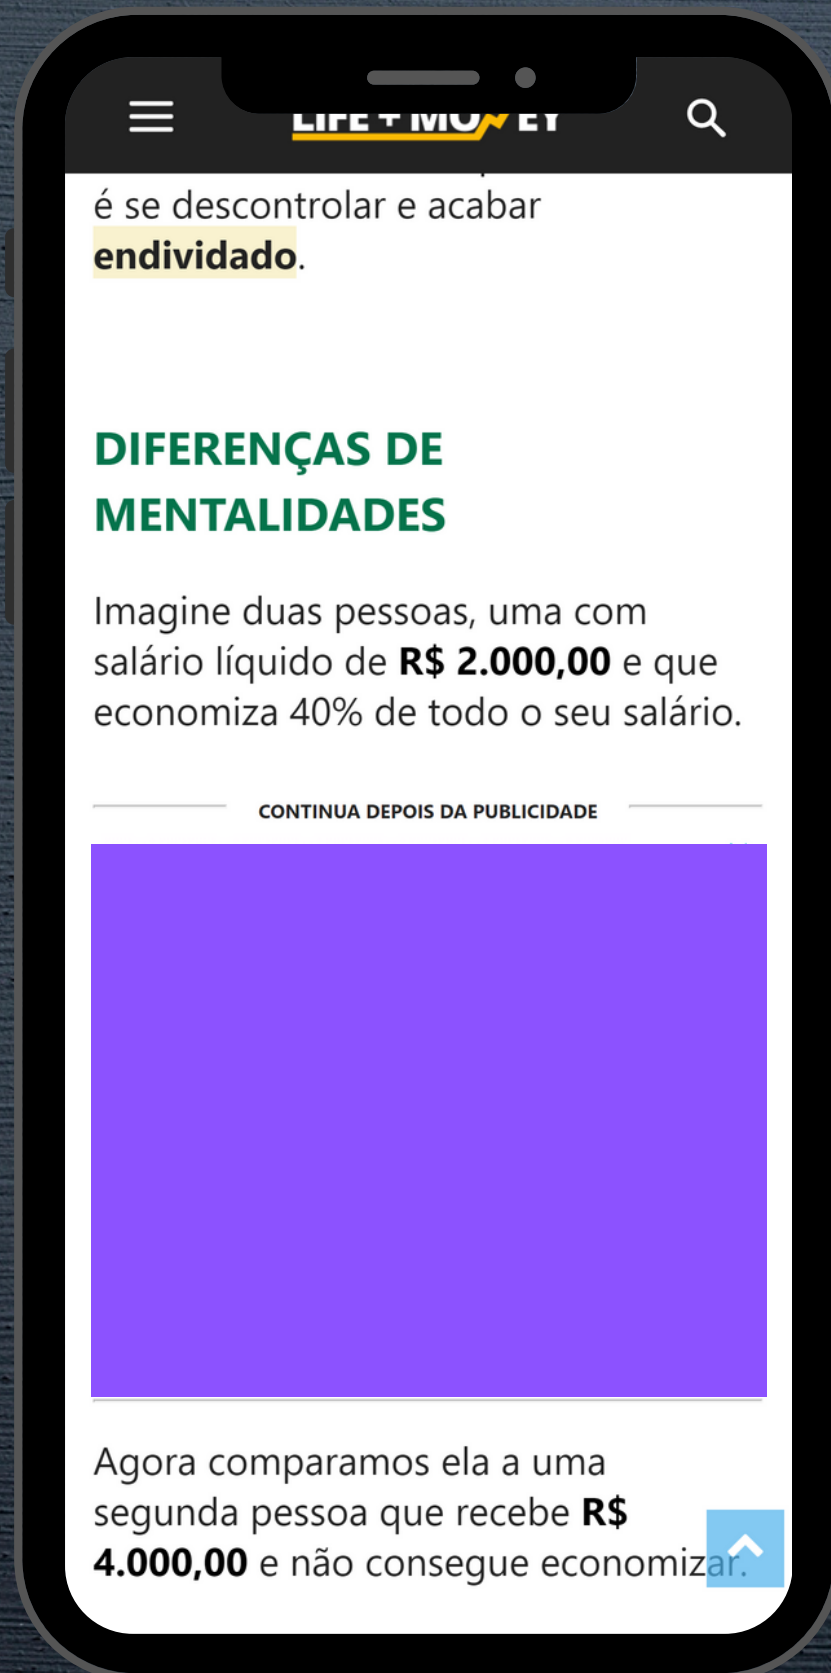 LIFE + MONEY
é se descontrolar e acabar
endividado.
DIFERENÇAS DE
MENTALIDADES
Imagine duas pessoas, uma com
salário líquido de R$ 2.000,00 e que
economiza 40% de todo o seu salário.
CONTINUA DEPOIS DA PUBLICIDADE
Agora comparamos ela a uma
segunda pessoa que recebe R$
4.000,00 e não consegue economizar.